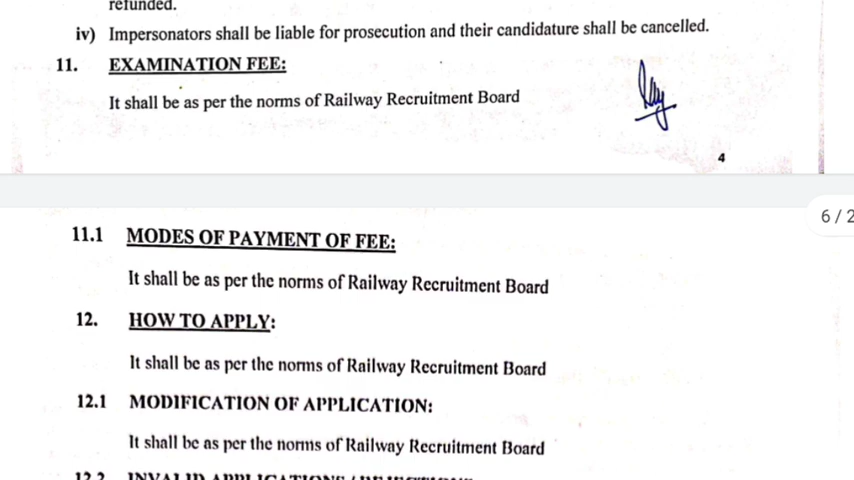 refunded.
iv) Impersonators shall be liable for prosecution and their candidature shall be cancelled.
11. EXAMINATION FEE:
It shall be as per the norms of Railway Recruitment Board
4
6 / 2
11.1 MODES OF PAYMENT OF FEE:
It shall be as per the norms of Railway Recruitment Board
12. HOW TO APPLY:
It shall be as per the norms of Railway Recruitment Board
12.1 MODIFICATION OF APPLICATION:
It shall be as per the norms of Railway Recruitment Board
12.2 INVALID APPLICATIONS